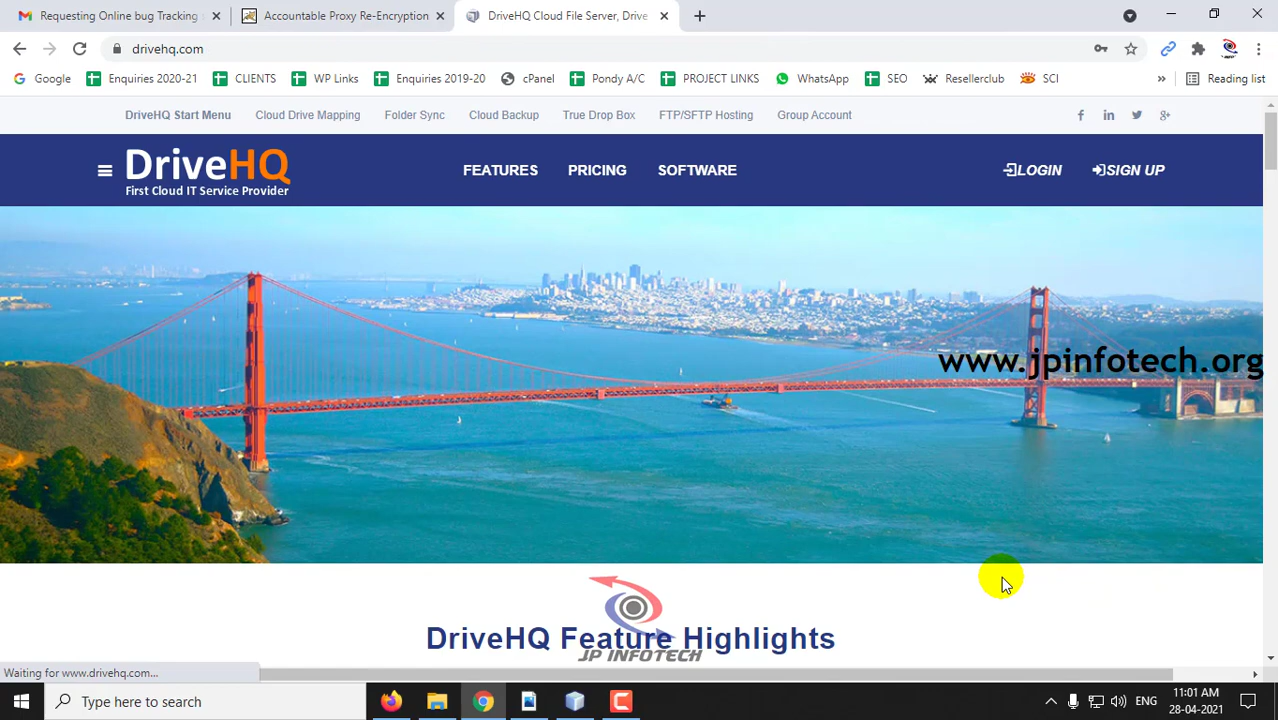 Requesting Online bug Tracking s
Accountable Proxy Re-Encryption
DriveHQ Cloud File Server, Drive
drivehq.com
Google
Enquiries 2020-21
CLIENTS
WP Links
Enquiries 2019-20
cPanel
Pondy A/C
PROJECT LINKS
WhatsApp
SEO
Resellerclub
SCI
»
Reading list
DriveHQ Start Menu
Cloud Drive Mapping
Folder Sync
Cloud Backup
True Drop Box
FTP/SFTP Hosting
Group Account
DriveHQ
First Cloud IT Service Provider
FEATURES
PRICING
SOFTWARE
LOGIN
SIGN UP
www.jpinfotech.org
DriveHQ Feature Highlights
JP INFOTECH
Waiting for www.drivehq.com...
Type here to search
ENG
11:01 AM
28-04-2021